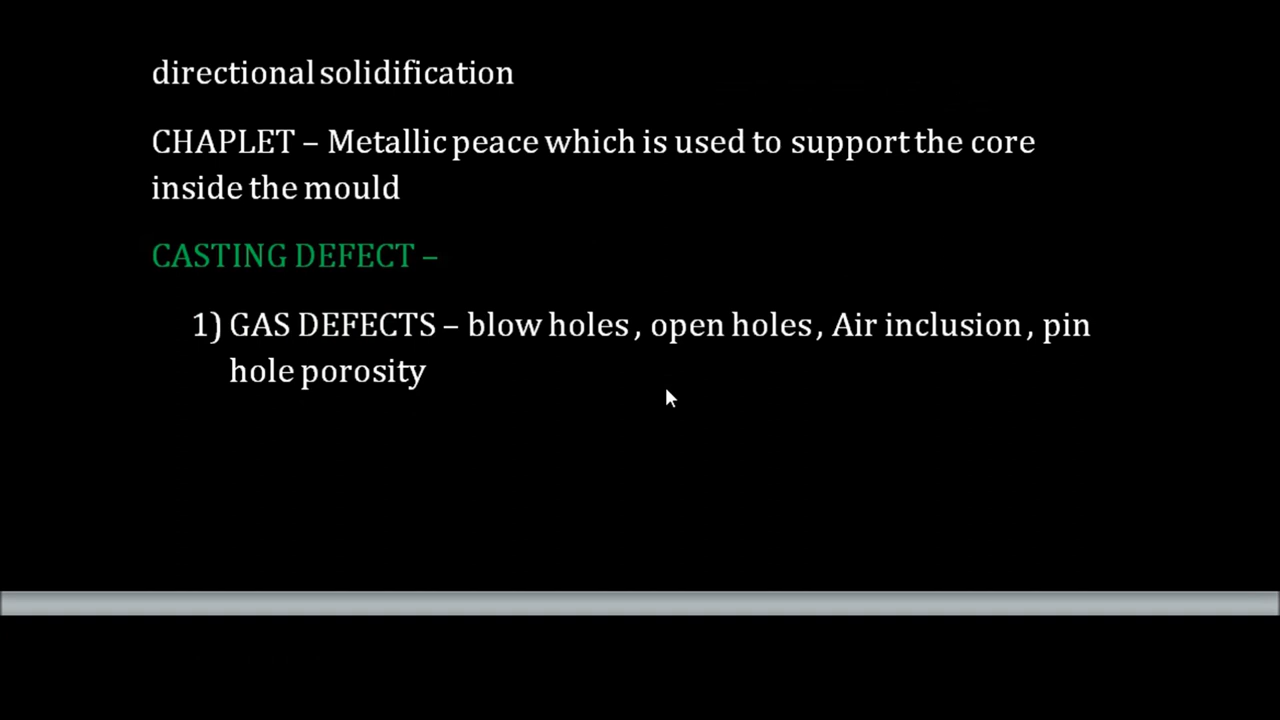 directional solidification
CHAPLET – Metallic peace which is used to support the core
inside the mould
CASTING DEFECT –
1) GAS DEFECTS – blow holes , open holes , Air inclusion , pin
hole porosity